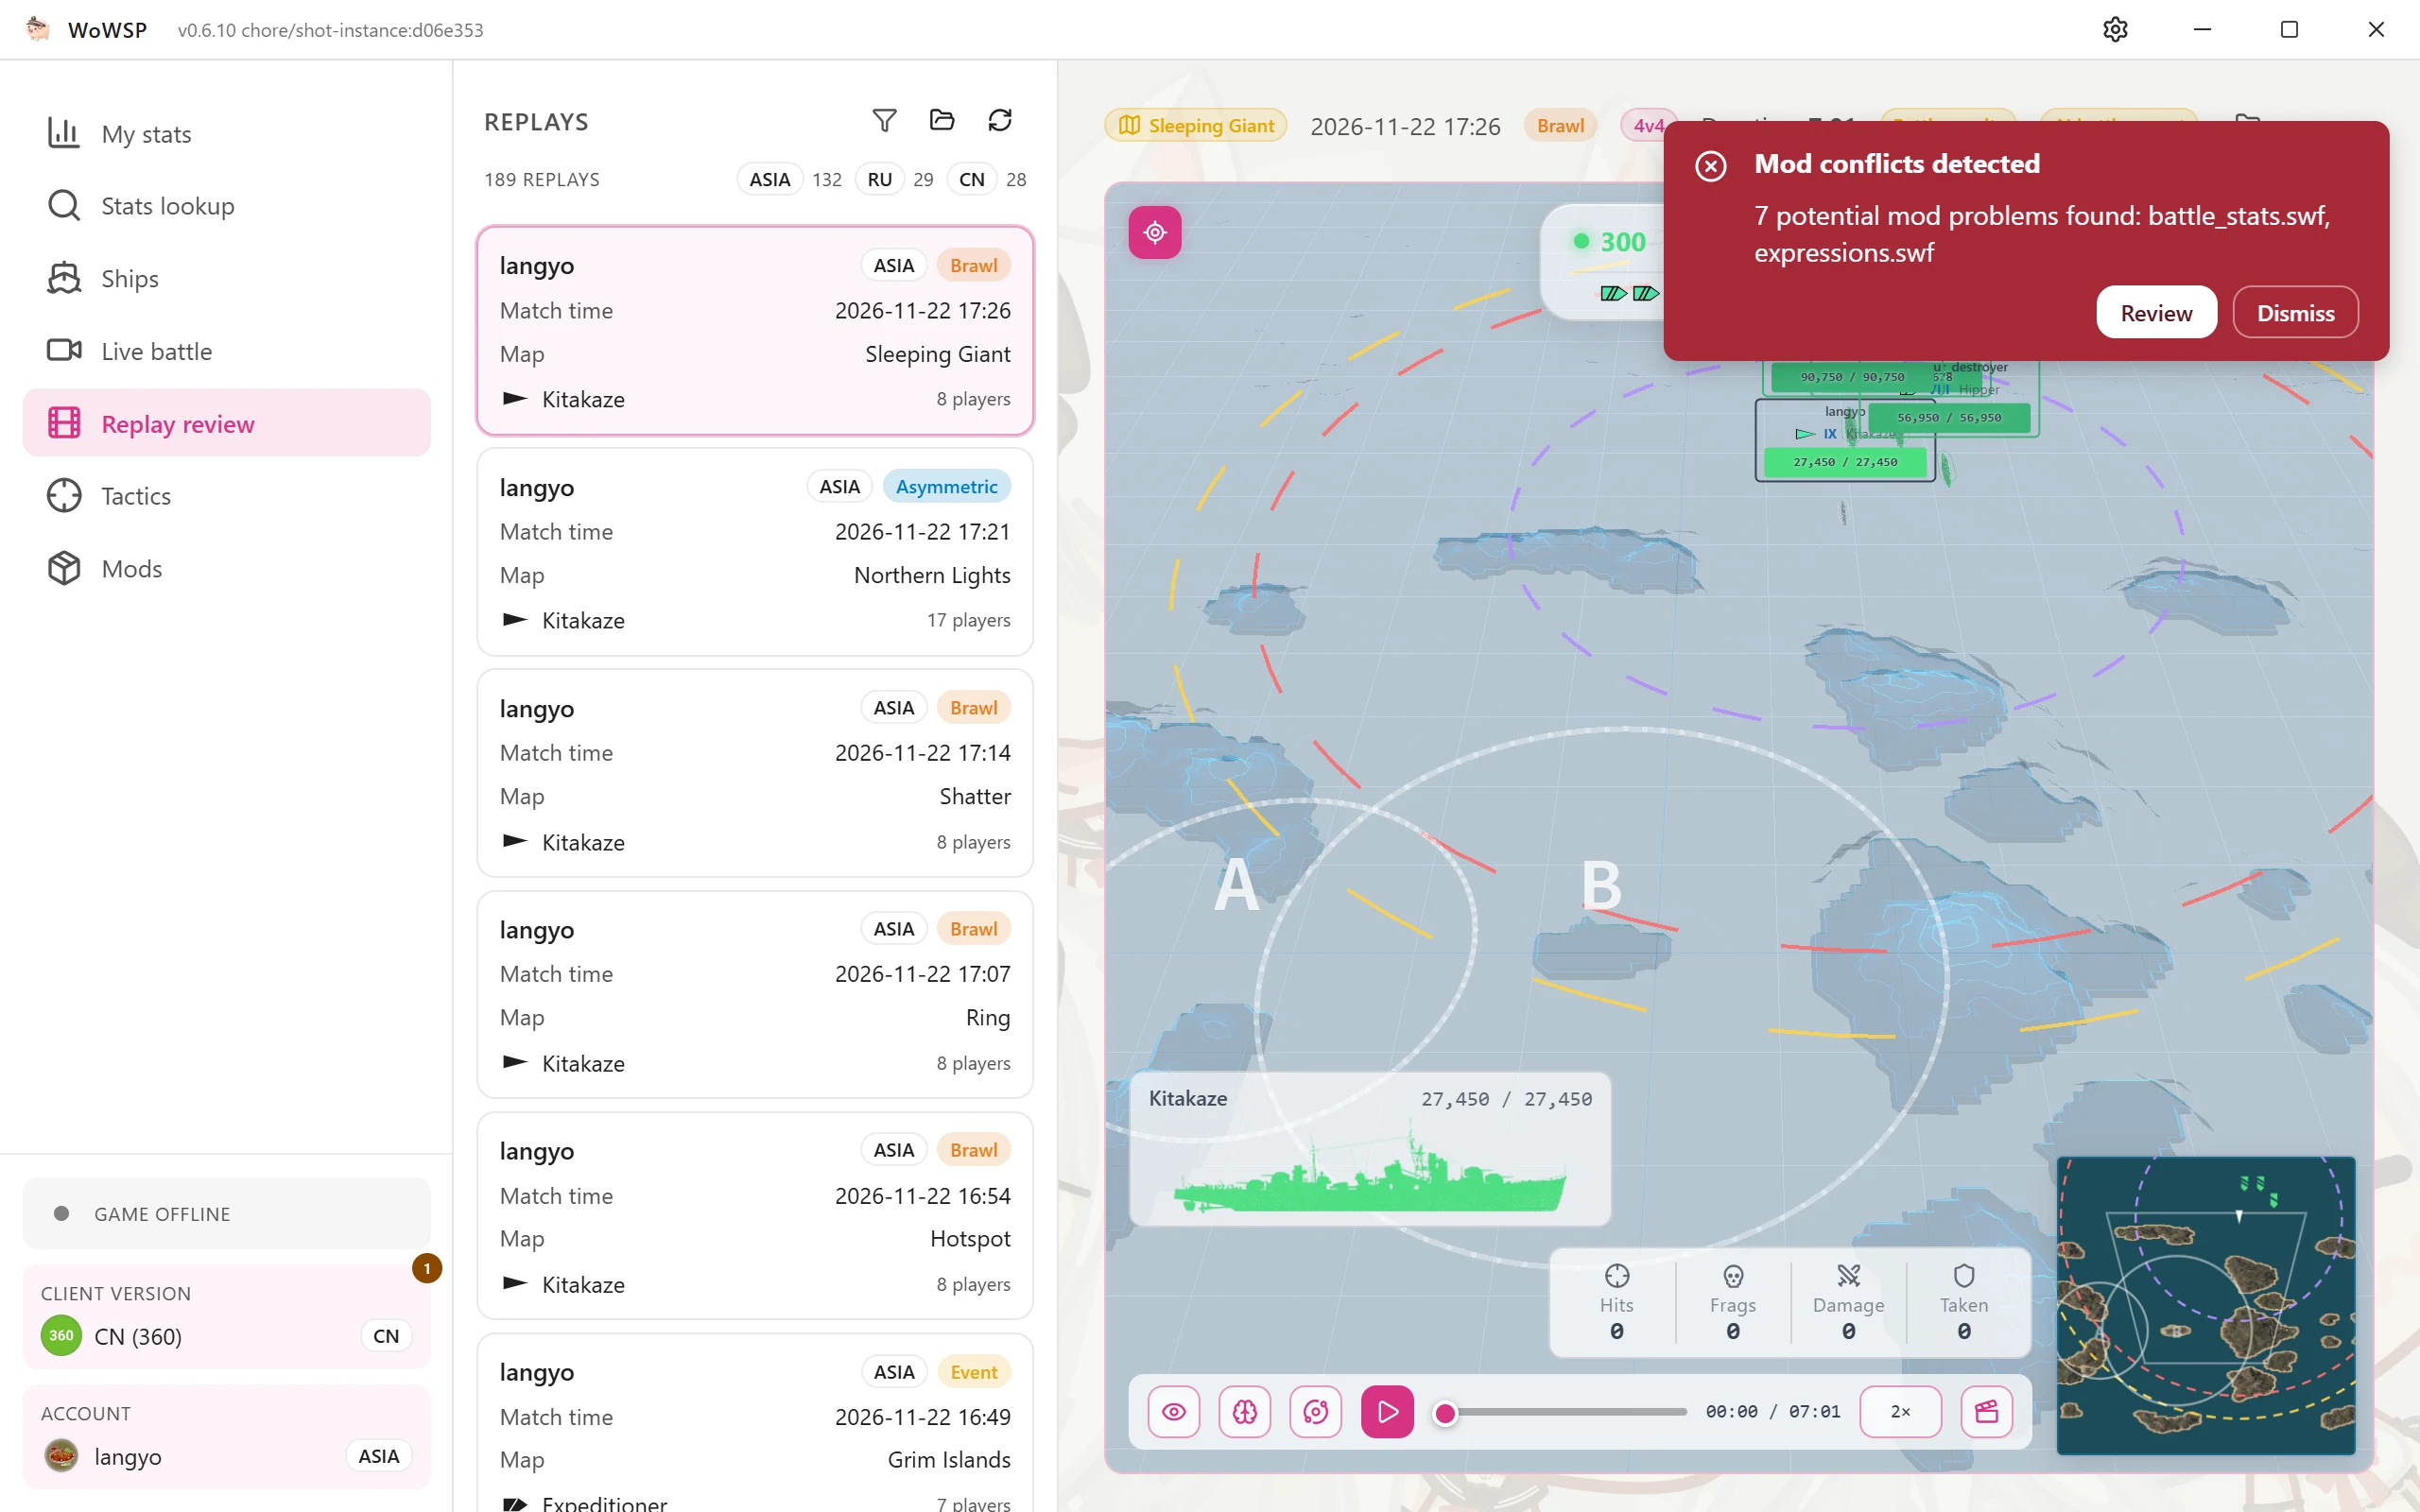 WoWSP v0.6.10 chore/shot-instance:d06e353
My stats
Stats lookup
Ships
Live battle
Replay review
Tactics
Mods
GAME OFFLINE
1
CLIENT VERSION
360 CN (360) CN
ACCOUNT
langyo ASIA
REPLAYS
189 REPLAYS ASIA 132 RU 29 CN 28
langyo ASIA Brawl
Match time 2026-11-22 17:26
Map Sleeping Giant
Kitakaze 8 players
langyo ASIA Asymmetric
Match time 2026-11-22 17:21
Map Northern Lights
Kitakaze 17 players
langyo ASIA Brawl
Match time 2026-11-22 17:14
Map Shatter
Kitakaze 8 players
langyo ASIA Brawl
Match time 2026-11-22 17:07
Map Ring
Kitakaze 8 players
langyo ASIA Brawl
Match time 2026-11-22 16:54
Map Hotspot
Kitakaze 8 players
langyo ASIA Event
Match time 2026-11-22 16:49
Map Grim Islands
Expeditioner 7 players
Sleeping Giant 2026-11-22 17:26 Brawl 4v4
Mod conflicts detected
7 potential mod problems found: battle_stats.swf,
expressions.swf
Review Dismiss
300
90,750 / 90,750
destroyer
Hipper
langyo
56,950 / 56,950
IX Kitakaze
27,450 / 27,450
A
B
Kitakaze 27,450 / 27,450
Hits Frags Damage Taken
0 0 0 0
00:00 / 07:01 2×